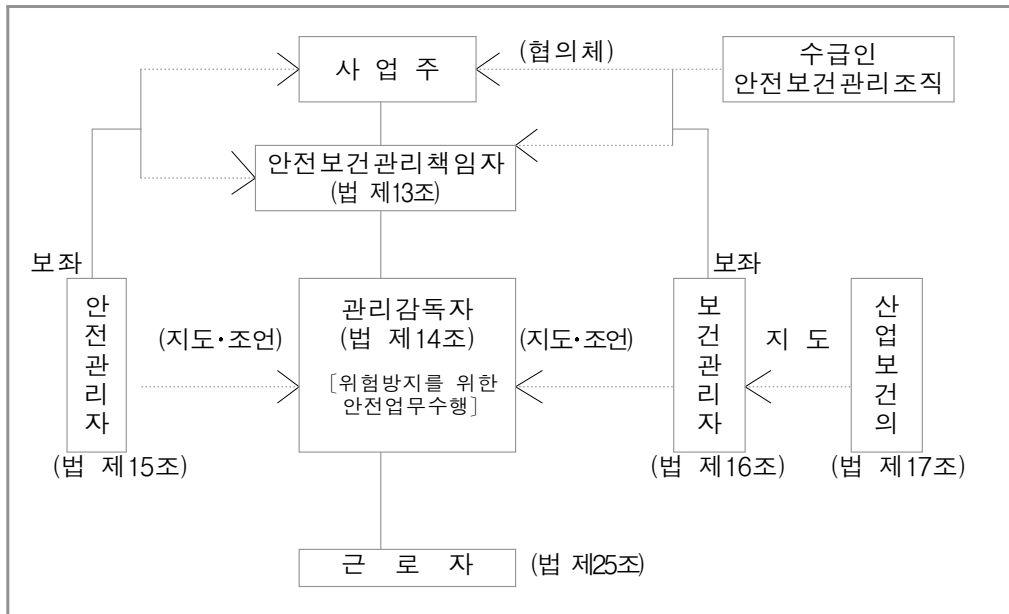 사 업 주
(협의체)
수급인
안전보건관리조직
안전보건관리책임자
(법 제13조)
보좌
보좌
안전관리자
(지도·조언)
관리감독자
(법 제14조)
[위험방지를 위한
안전업무수행]
(지도·조언)
보건관리자
지 도
산업보건의
(법 제15조)
(법 제16조)
(법 제17조)
근 로 자
(법 제25조)